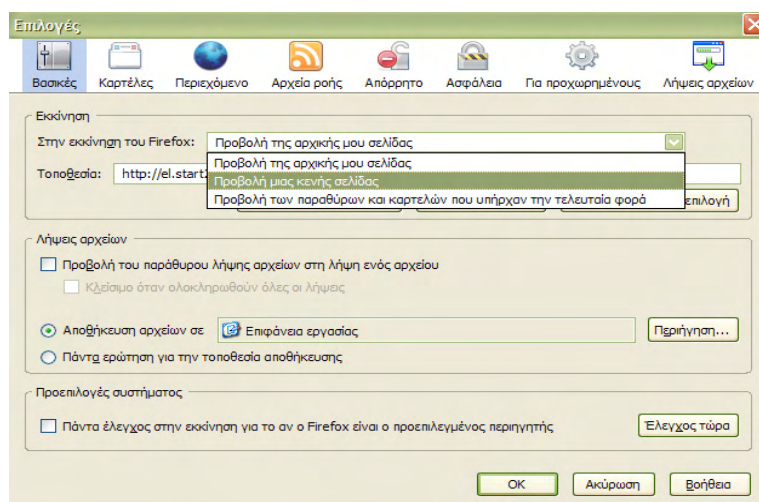 Επιλογές
Βασικές Καρτέλες Περιεχόμενο Αρχεία ροής Απόρρητο Ασφάλεια Για προχωρημένους Λήψεις αρχείων
Εκκίνηση
Στην εκκίνηση του Firefox: Προβολή της αρχικής μου σελίδας
Προβολή της αρχικής μου σελίδας
Τοποθεσία: http://el.start
Προβολή μιας κενής σελίδας
Προβολή των παραθύρων και καρτελών που υπήρχαν την τελευταία φορά
επιλογή
Λήψεις αρχείων
Προβολή του παράθυρου λήψης αρχείων στη λήψη ενός αρχείου
Κλείσιμο όταν ολοκληρωθούν όλες οι λήψεις
Αποθήκευση αρχείων σε Επιφάνεια εργασίας Περιήγηση...
Πάντα ερώτηση για την τοποθεσία αποθήκευσης
Προεπιλογές συστήματος
Πάντα έλεγχος στην εκκίνηση για το αν ο Firefox είναι ο προεπιλεγμένος περιηγητής Έλεγχος τώρα
OK Ακύρωση Βοήθεια